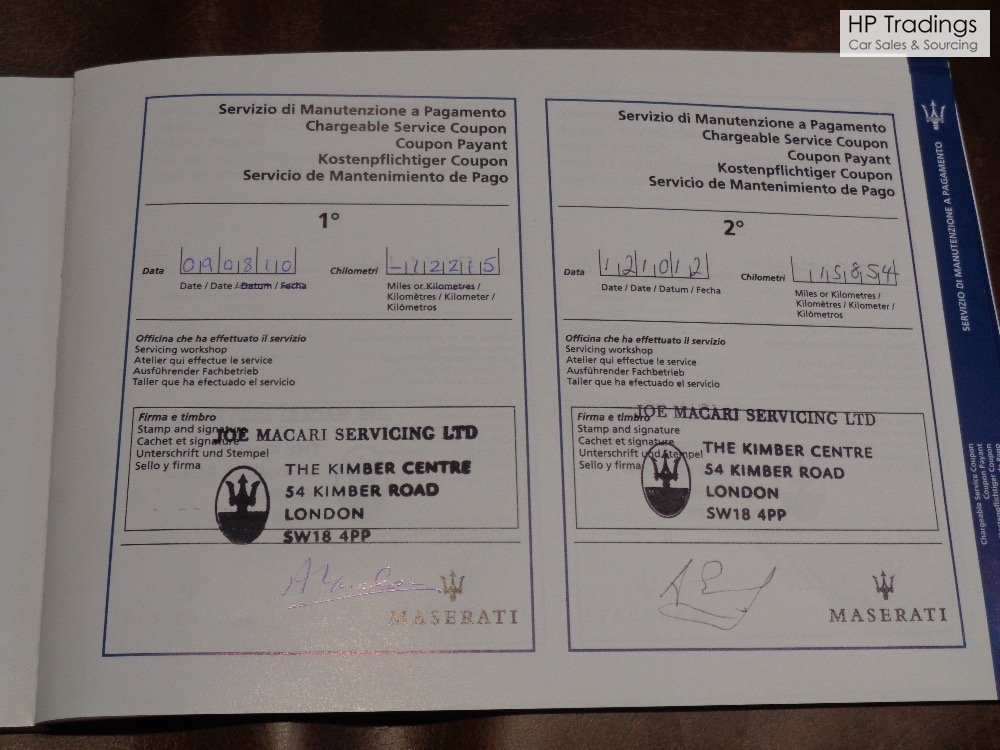 HP Tradings
Car Sales & Sourcing
Servizio di Manutenzione a Pagamento
Chargeable Service Coupon
Coupon Payant
Kostenpflichtiger Coupon
Servicio de Mantenimiento de Pago
1°
Data 090810 Chilometri -12215
Date / Date / Datum / Fecha
Miles or Kilometres /
Kilomètres / Kilometer /
Kilómetros
Officina che ha effettuato il servizio
Servicing workshop
Atelier qui effectue le service
Ausführender Fachbetrieb
Taller que ha efectuado el servicio
Firma e timbro
Stamp and signature
Cachet et signature
Unterschrift und Stempel
Sello y firma
JOE MACARI SERVICING LTD
THE KIMBER CENTRE
54 KIMBER ROAD
LONDON
SW18 4PP
MASERATI
Servizio di Manutenzione a Pagamento
Chargeable Service Coupon
Coupon Payant
Kostenpflichtiger Coupon
Servicio de Mantenimiento de Pago
2°
Data 121012 Chilometri 115854
Date / Date / Datum / Fecha
Miles or Kilometres /
Kilomètres / Kilometer /
Kilómetros
Officina che ha effettuato il servizio
Servicing workshop
Atelier qui effectue le service
Ausführender Fachbetrieb
Taller que ha efectuado el servicio
Firma e timbro
Stamp and signature
Cachet et signature
Unterschrift und Stempel
Sello y firma
JOE MACARI SERVICING LTD
THE KIMBER CENTRE
54 KIMBER ROAD
LONDON
SW18 4PP
MASERATI
SERVIZIO DI MANUTENZIONE A PAGAMENTO
Chargeable Service Coupon
Coupon Payant